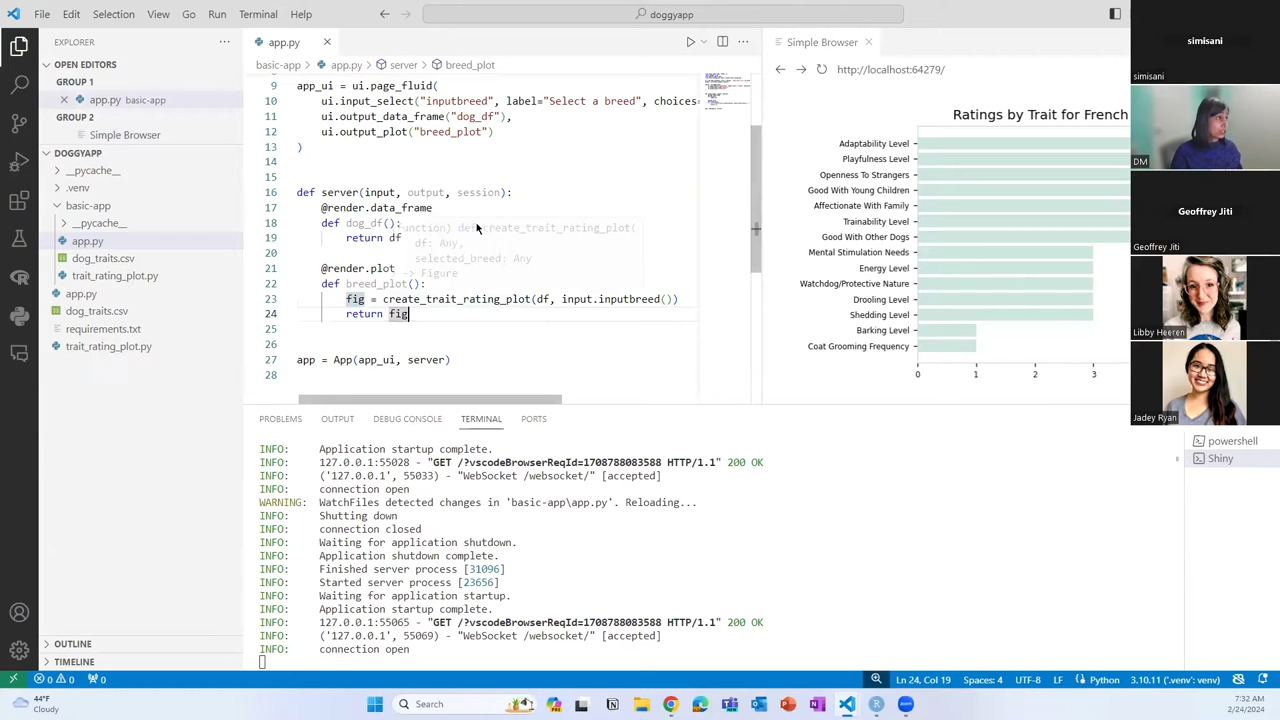 File Edit Selection View Go Run Terminal Help
doggyapp
EXPLORER
OPEN EDITORS
GROUP 1
app.py basic-app
GROUP 2
Simple Browser
DOGGYAPP
__pycache__
.venv
basic-app
__pycache__
app.py
dog_traits.csv
trait_rating_plot.py
app.py
dog_traits.csv
requirements.txt
trait_rating_plot.py
OUTLINE
TIMELINE
app.py
basic-app > app.py > server > breed_plot
9 app_ui = ui.page_fluid(
10 ui.input_select("inputbreed", label="Select a breed", choices=
11 ui.output_data_frame("dog_df"),
12 ui.output_plot("breed_plot")
13 )
14
15
16 def server(input, output, session):
17 @render.data_frame
18 def dog_df():
19 return df
20
21 @render.plot
22 def breed_plot():
23 fig = create_trait_rating_plot(df, input.inputbreed())
24 return fig
25
26
27 app = App(app_ui, server)
28
(function) def create_trait_rating_plot(
df: Any,
selected_breed: Any
-> Figure
Simple Browser
http://localhost:64279/
Ratings by Trait for French
Adaptability Level
Playfulness Level
Openness To Strangers
Good With Young Children
Affectionate With Family
Trainability Level
Good With Other Dogs
Mental Stimulation Needs
Energy Level
Watchdog/Protective Nature
Drooling Level
Shedding Level
Barking Level
Coat Grooming Frequency
0 1 2 3
simisani
simisani
DM
Geoffrey Jiti
Geoffrey Jiti
Libby Heeren
Jadey Ryan
PROBLEMS OUTPUT DEBUG CONSOLE TERMINAL PORTS
INFO: Application startup complete.
INFO: 127.0.0.1:55028 - "GET /?vscodeBrowserReqId=1708788083588 HTTP/1.1" 200 OK
INFO: ('127.0.0.1', 55033) - "WebSocket /websocket/" [accepted]
INFO: connection open
WARNING: WatchFiles detected changes in 'basic-app\app.py'. Reloading...
INFO: Shutting down
INFO: connection closed
INFO: Waiting for application shutdown.
INFO: Application shutdown complete.
INFO: Finished server process [31096]
INFO: Started server process [23656]
INFO: Waiting for application startup.
INFO: Application startup complete.
INFO: 127.0.0.1:55065 - "GET /?vscodeBrowserReqId=1708788083588 HTTP/1.1" 200 OK
INFO: ('127.0.0.1', 55069) - "WebSocket /websocket/" [accepted]
INFO: connection open
powershell
Shiny
0 0 0 Ln 24, Col 19 Spaces: 4 UTF-8 LF Python 3.10.11 ('.venv': venv)
44°F
Cloudy
Search
7:32 AM
2/24/2024